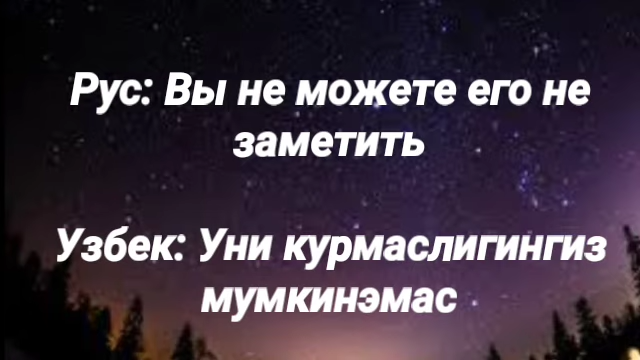 Рус: Вы не можете его не
заметить
Узбек: Уни курмаслигингиз
мумкинэмас